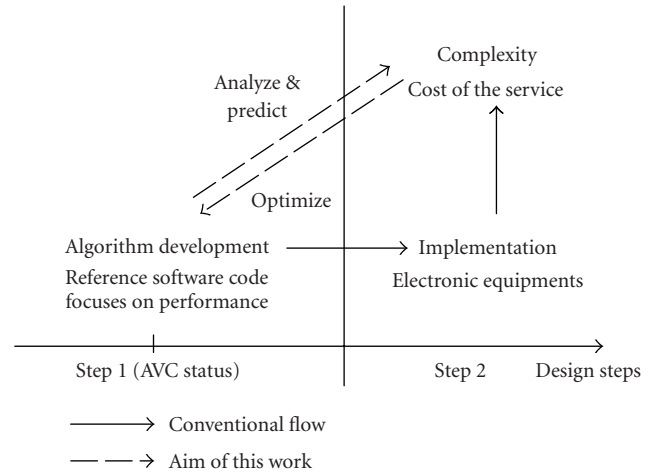 Complexity
Cost of the service
Analyze &
predict
Optimize
Algorithm development
Reference software code
focuses on performance
Implementation
Electronic equipments
Step 1 (AVC status)
Step 2
Design steps
Conventional flow
Aim of this work